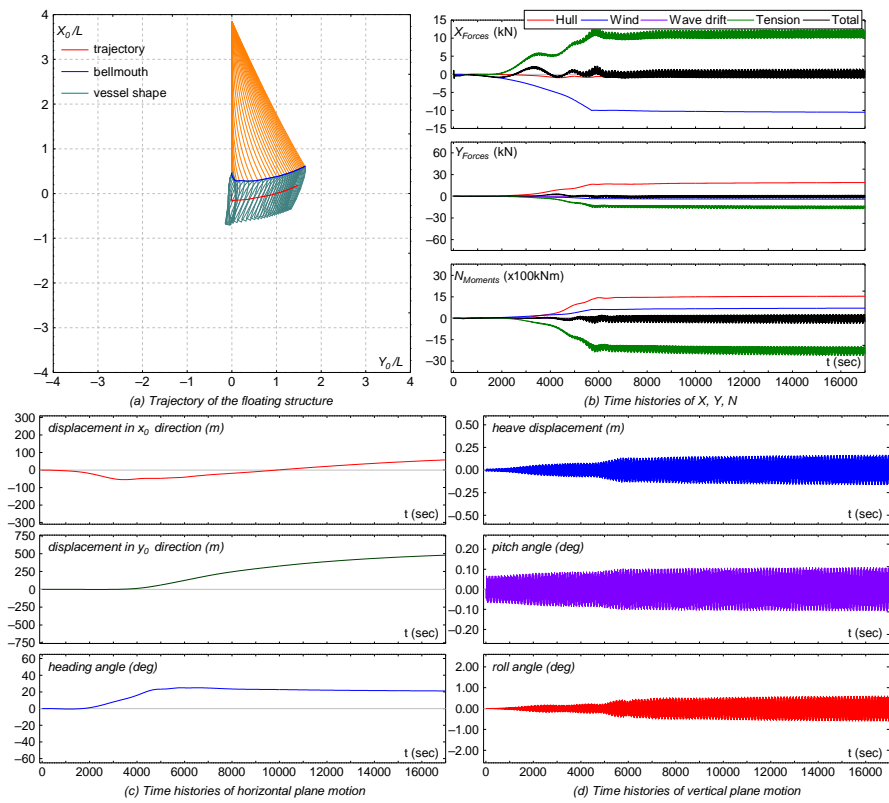 X0/L
trajectory
bellmouth
vessel shape
4
3
2
1
0
−1
−2
−3
−4
Y0/L
−4 −3 −2 −1 0 1 2 3 4
(a) Trajectory of the floating structure
Hull Wind Wave drift Tension Total
XForces (kN)
15
10
5
0
−5
−10
−15
YForces (kN)
60
30
0
−30
−60
NMoments (x100kNm)
30
15
0
−15
−30
t (sec)
0 2000 4000 6000 8000 10000 12000 14000 16000
(b) Time histories of X, Y, N
displacement in x0 direction (m)
300
200
100
0
−100
−200
−300
t (sec)
displacement in y0 direction (m)
750
500
250
0
−250
−500
−750
t (sec)
heading angle (deg)
60
40
20
0
−20
−40
−60
t (sec)
0 2000 4000 6000 8000 10000 12000 14000 16000
(c) Time histories of horizontal plane motion
heave displacement (m)
0.50
0.25
0.00
−0.25
−0.50
t (sec)
pitch angle (deg)
0.20
0.10
0.00
−0.10
−0.20
t (sec)
roll angle (deg)
2.00
1.00
0.00
−1.00
−2.00
t (sec)
0 2000 4000 6000 8000 10000 12000 14000 16000
(d) Time histories of vertical plane motion